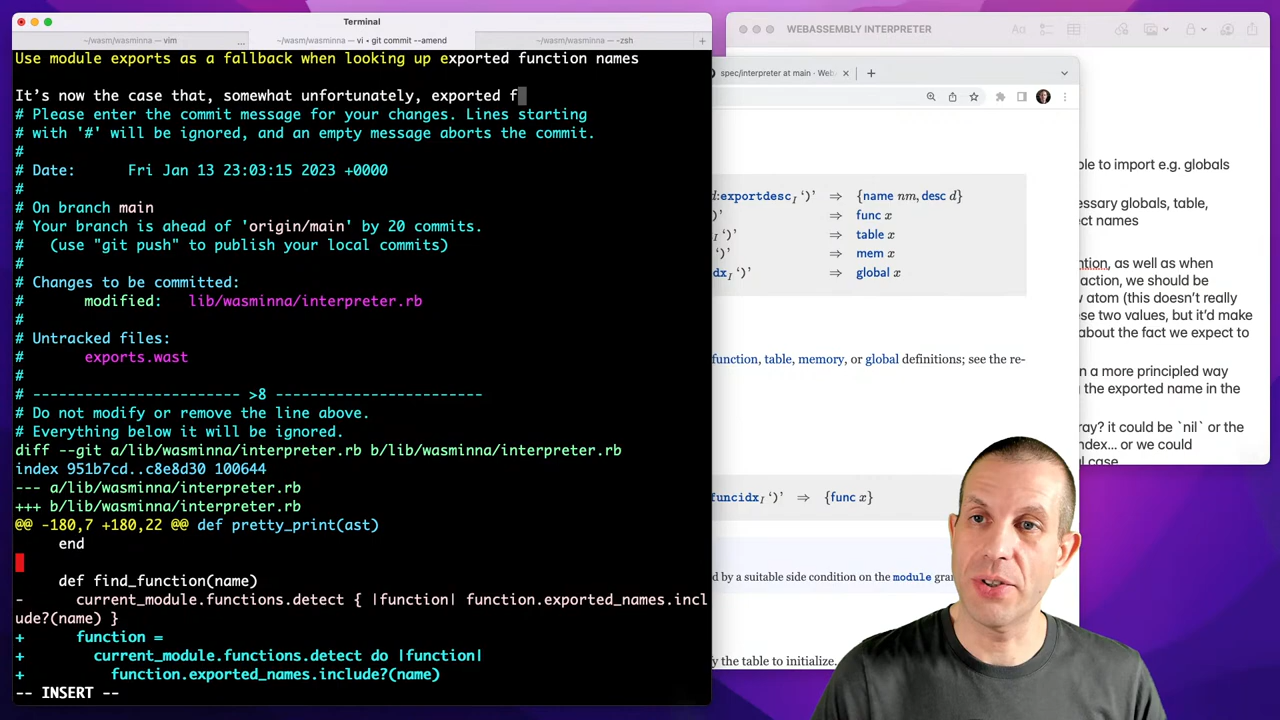 Terminal
~/wasm/wasminna — vim
...
~/wasm/wasminna — vi • git commit --amend
~/wasm/wasminna — -zsh
+
Use module exports as a fallback when looking up exported function names
It’s now the case that, somewhat unfortunately, exported f
# Please enter the commit message for your changes. Lines starting
# with '#' will be ignored, and an empty message aborts the commit.
#
# Date:      Fri Jan 13 23:03:15 2023 +0000
#
# On branch main
# Your branch is ahead of 'origin/main' by 20 commits.
#   (use "git push" to publish your local commits)
#
# Changes to be committed:
#       modified:   lib/wasminna/interpreter.rb
#
# Untracked files:
#       exports.wast
#
# ------------------------ >8 ------------------------
# Do not modify or remove the line above.
# Everything below it will be ignored.
diff --git a/lib/wasminna/interpreter.rb b/lib/wasminna/interpreter.rb
index 951b7cd..c8e8d30 100644
--- a/lib/wasminna/interpreter.rb
+++ b/lib/wasminna/interpreter.rb
@@ -180,7 +180,22 @@ def pretty_print(ast)
end
def find_function(name)
-      current_module.functions.detect { |function| function.exported_names.incl
ude?(name) }
+      function =
+        current_module.functions.detect do |function|
+          function.exported_names.include?(name)
-- INSERT --
WEBASSEMBLY INTERPRETER
Aa
spec/interpreter at main · Web
d:exportdesc I ‘)’ ⇒ {name nm, desc d}
)’ ⇒ func x
I ‘)’ ⇒ table x
‘)’ ⇒ mem x
idx I ‘)’ ⇒ global x
function, table, memory, or global definitions; see the re-
funcidx I ‘)’ ⇒ {func x}
d by a suitable side condition on the module gra
y the table to initialize.
ble to import e.g. globals
essary globals, table,
ect names
ntion, as well as when
action, we should be
w atom (this doesn’t really
ese two values, but it’d make
about the fact we expect to
n a more principled way
g the exported name in the
ray? it could be `nil` or the
ndex... or we could
l case